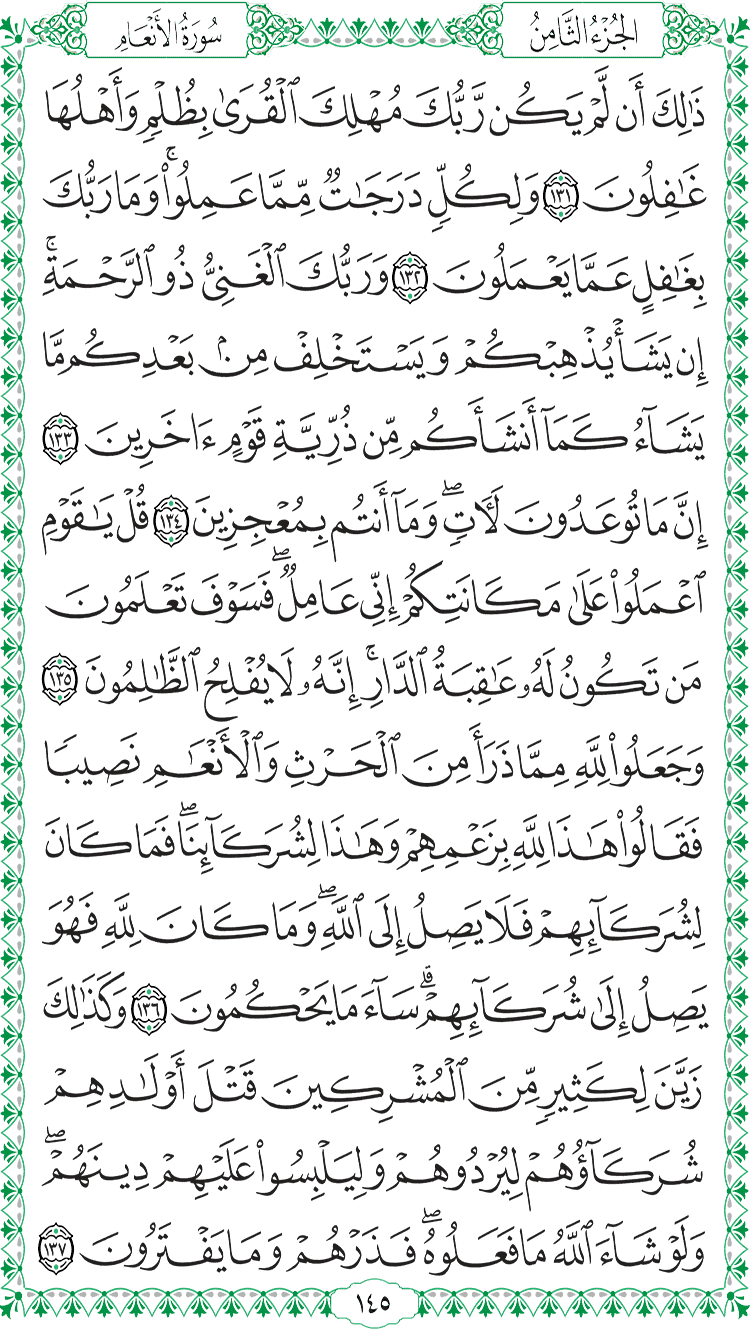 الجُزْءُ الثَّامِنُ
سُورَةُ الأَنْعَامِ
ذَٰلِكَ أَن لَّمْ يَكُن رَّبُّكَ مُهْلِكَ ٱلْقُرَىٰ بِظُلْمٍ وَأَهْلُهَا
غَٰفِلُونَ ١٣١ وَلِكُلٍّ دَرَجَٰتٌ مِّمَّا عَمِلُوا۟ ۚ وَمَا رَبُّكَ
بِغَٰفِلٍ عَمَّا يَعْمَلُونَ ١٣٢ وَرَبُّكَ ٱلْغَنِىُّ ذُو ٱلرَّحْمَةِ ۚ
إِن يَشَأْ يُذْهِبْكُمْ وَيَسْتَخْلِفْ مِنۢ بَعْدِكُم مَّا
يَشَآءُ كَمَآ أَنشَأَكُم مِّن ذُرِّيَّةِ قَوْمٍ ءَاخَرِينَ ١٣٣
إِنَّ مَا تُوعَدُونَ لَـَٔاتٍ ۖ وَمَآ أَنتُم بِمُعْجِزِينَ ١٣٤ قُلْ يَٰقَوْمِ
ٱعْمَلُوا۟ عَلَىٰ مَكَانَتِكُمْ إِنِّى عَامِلٌ ۖ فَسَوْفَ تَعْلَمُونَ
مَن تَكُونُ لَهُۥ عَٰقِبَةُ ٱلدَّارِ ۚ إِنَّهُۥ لَا يُفْلِحُ ٱلظَّٰلِمُونَ ١٣٥
وَجَعَلُوا۟ لِلَّهِ مِمَّا ذَرَأَ مِنَ ٱلْحَرْثِ وَٱلْأَنْعَٰمِ نَصِيبًا
فَقَالُوا۟ هَٰذَا لِلَّهِ بِزَعْمِهِمْ وَهَٰذَا لِشُرَكَآئِنَا ۖ فَمَا كَانَ
لِشُرَكَآئِهِمْ فَلَا يَصِلُ إِلَى ٱللَّهِ ۖ وَمَا كَانَ لِلَّهِ فَهُوَ
يَصِلُ إِلَىٰ شُرَكَآئِهِمْ ۗ سَآءَ مَا يَحْكُمُونَ ١٣٦ وَكَذَٰلِكَ
زَيَّنَ لِكَثِيرٍ مِّنَ ٱلْمُشْرِكِينَ قَتْلَ أَوْلَٰدِهِمْ
شُرَكَآؤُهُمْ لِيُرْدُوهُمْ وَلِيَلْبِسُوا۟ عَلَيْهِمْ دِينَهُمْ ۖ
وَلَوْ شَآءَ ٱللَّهُ مَا فَعَلُوهُ ۖ فَذَرْهُمْ وَمَا يَفْتَرُونَ ١٣٧
١٤٥